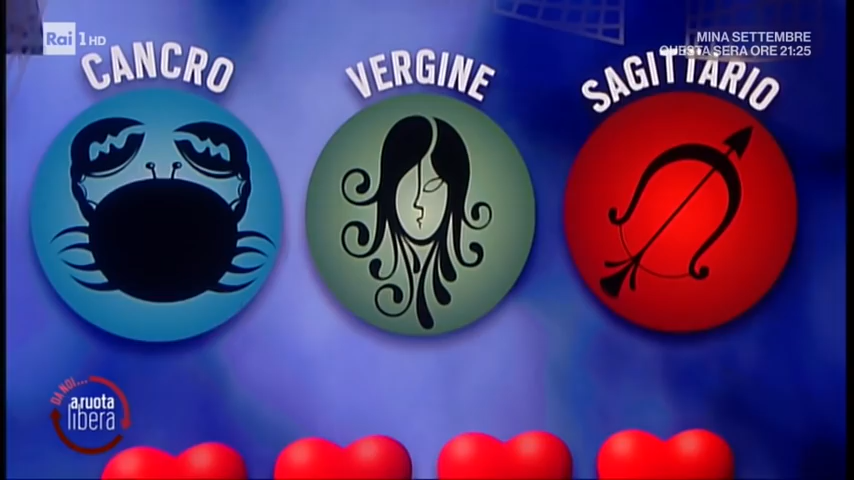 Rai 1 HD
MINA SETTEMBRE
QUESTA SERA ORE 21:25
CANCRO
VERGINE
SAGITTARIO
DA NOI...
a ruota
libera